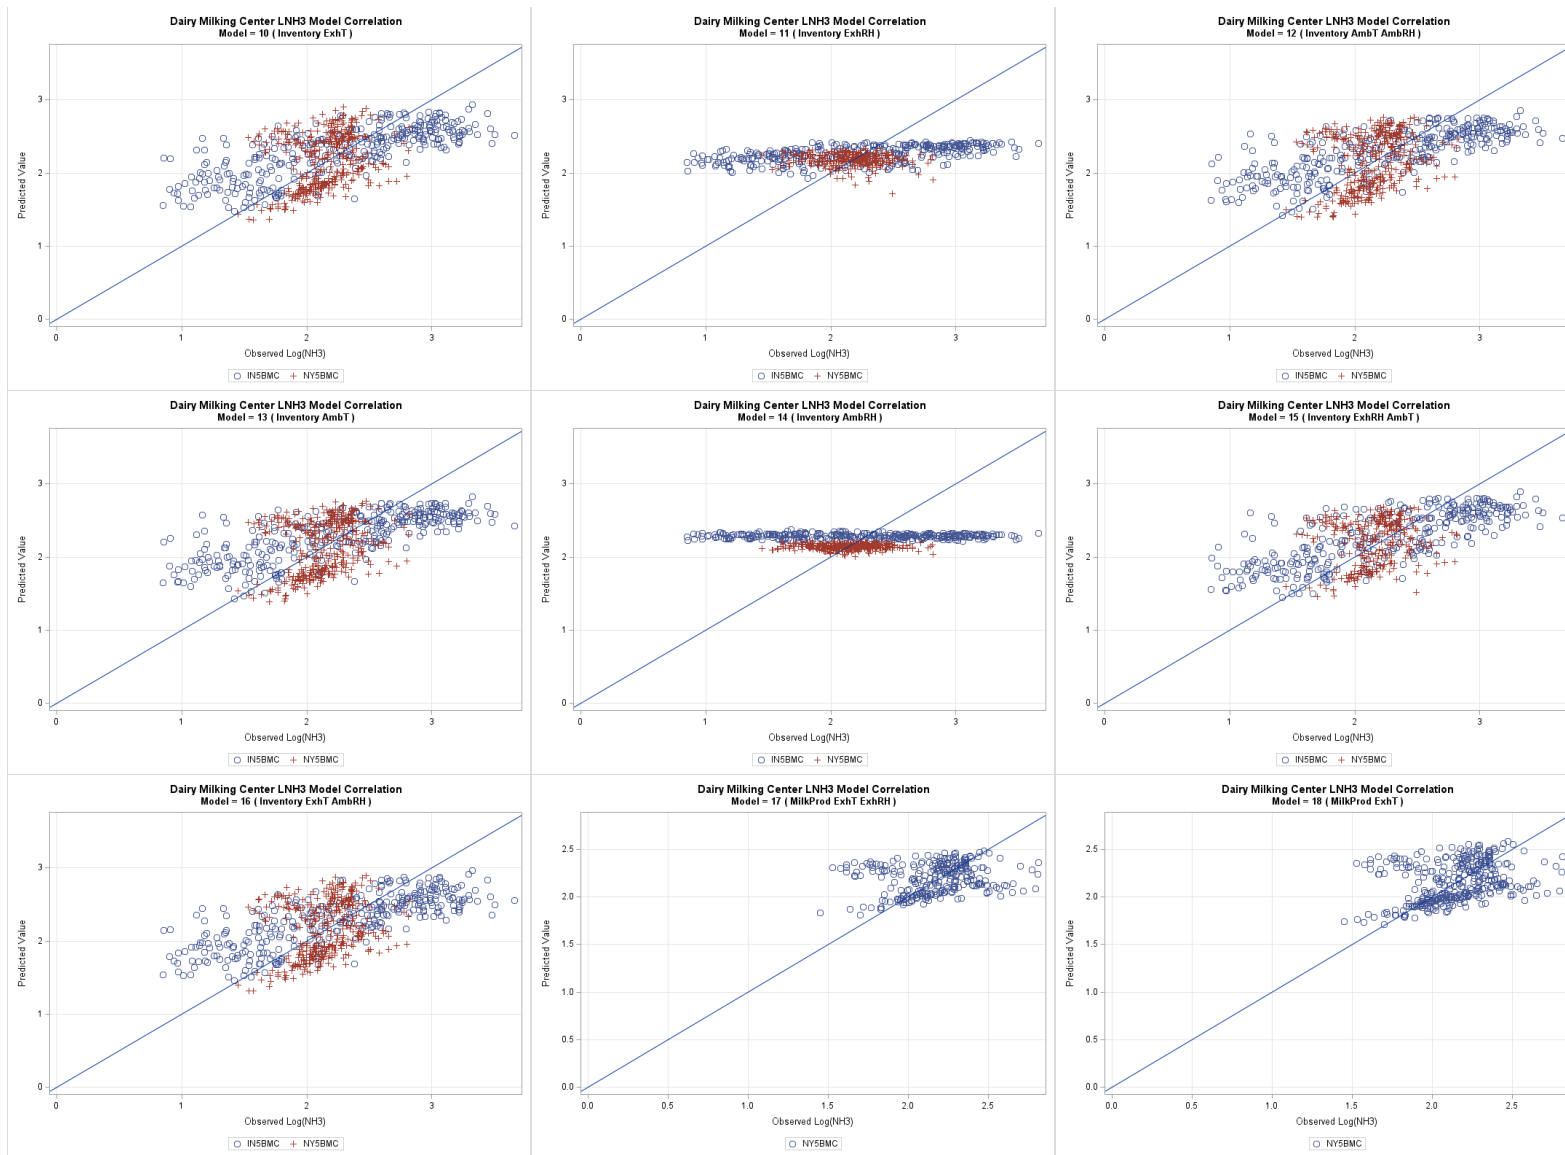 Dairy Milking Center LNH3 Model Correlation
Model = 10 ( Inventory ExhT )
3
2
1
0
Predicted Value
0 1 2 3
Observed Log(NH3)
IN5BMC NY5BMC
Dairy Milking Center LNH3 Model Correlation
Model = 11 ( Inventory ExhRH )
3
2
1
0
Predicted Value
0 1 2 3
Observed Log(NH3)
IN5BMC NY5BMC
Dairy Milking Center LNH3 Model Correlation
Model = 12 ( Inventory AmbT AmbRH )
3
2
1
0
Predicted Value
0 1 2 3
Observed Log(NH3)
IN5BMC NY5BMC
Dairy Milking Center LNH3 Model Correlation
Model = 13 ( Inventory AmbT )
3
2
1
0
Predicted Value
0 1 2 3
Observed Log(NH3)
IN5BMC NY5BMC
Dairy Milking Center LNH3 Model Correlation
Model = 14 ( Inventory AmbRH )
3
2
1
0
Predicted Value
0 1 2 3
Observed Log(NH3)
IN5BMC NY5BMC
Dairy Milking Center LNH3 Model Correlation
Model = 15 ( Inventory ExhRH AmbT )
3
2
1
0
Predicted Value
0 1 2 3
Observed Log(NH3)
IN5BMC NY5BMC
Dairy Milking Center LNH3 Model Correlation
Model = 16 ( Inventory ExhT AmbRH )
3
2
1
0
Predicted Value
0 1 2 3
Observed Log(NH3)
IN5BMC NY5BMC
Dairy Milking Center LNH3 Model Correlation
Model = 17 ( MilkProd ExhT ExhRH )
2.5
2.0
1.5
1.0
0.5
0.0
Predicted Value
0.0 0.5 1.0 1.5 2.0 2.5
Observed Log(NH3)
NY5BMC
Dairy Milking Center LNH3 Model Correlation
Model = 18 ( MilkProd ExhT )
2.5
2.0
1.5
1.0
0.5
0.0
Predicted Value
0.0 0.5 1.0 1.5 2.0 2.5
Observed Log(NH3)
NY5BMC